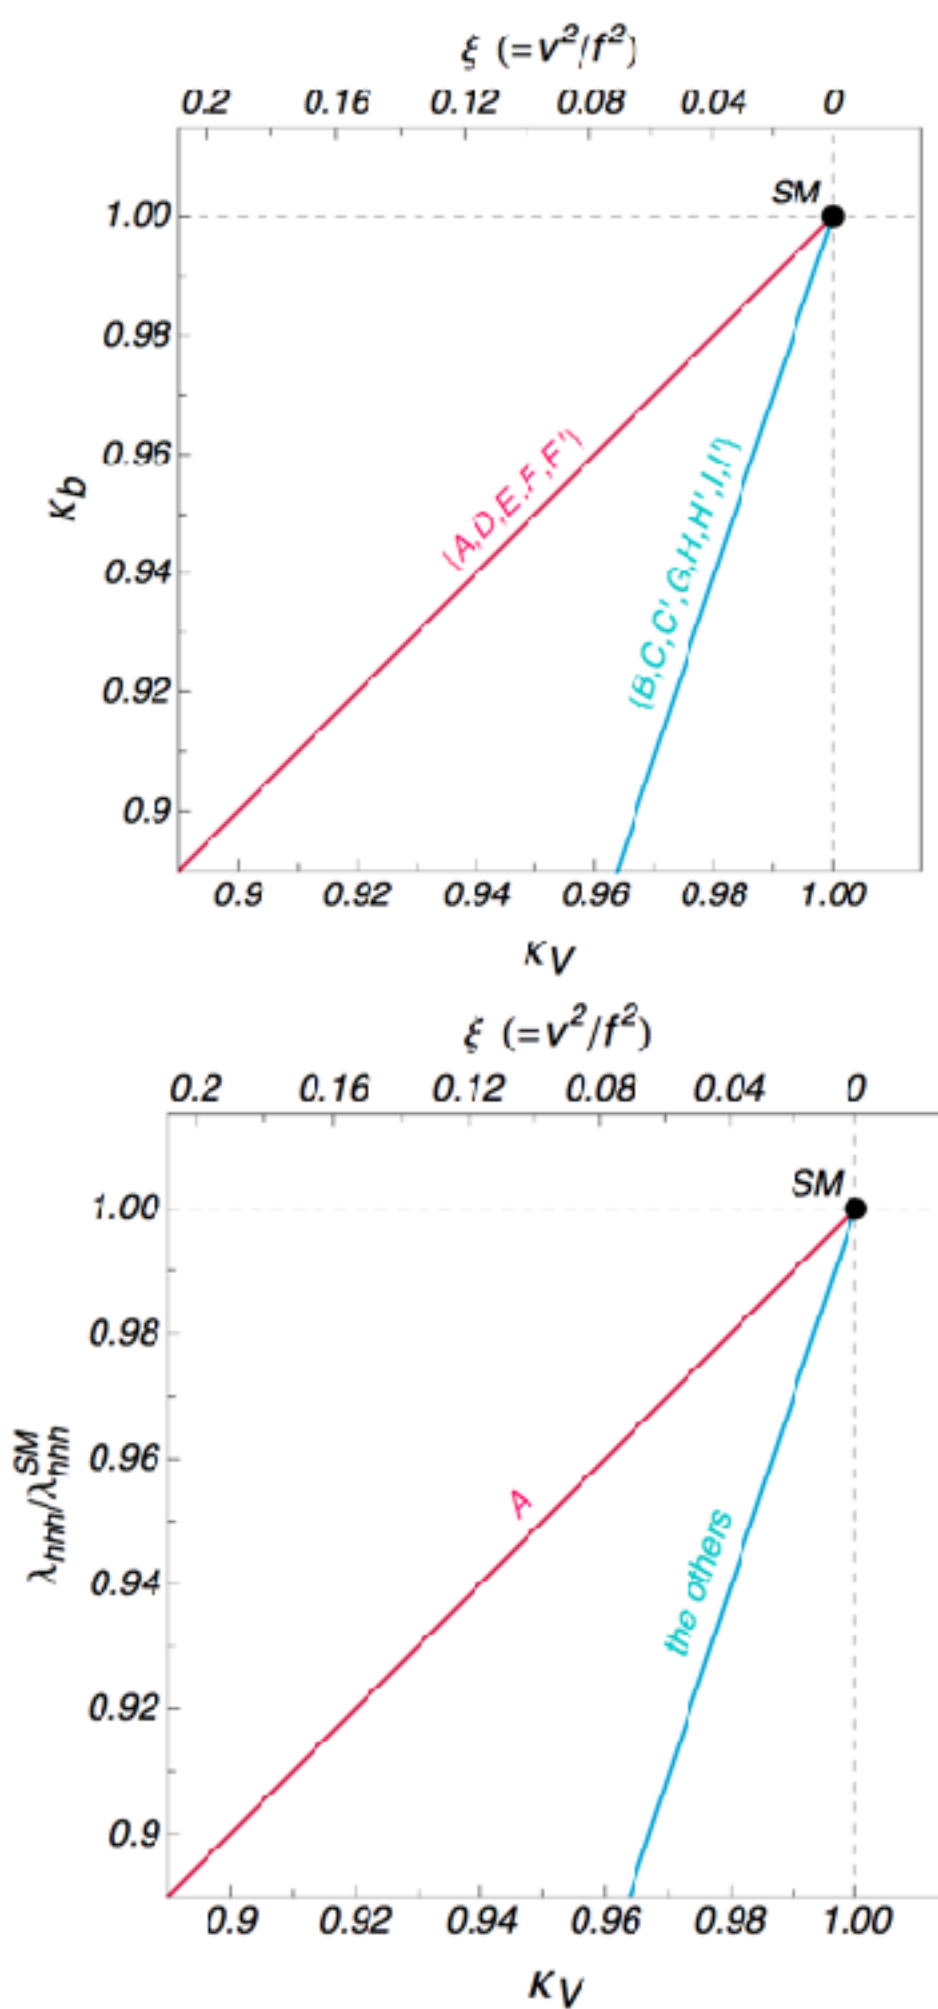 ξ (=v²/f²)
0.2 0.16 0.12 0.08 0.04 0
SM
1.00
0.98
0.96
0.94
0.92
0.9
κb
{A,D,E,F,F'}
{B,C,C',G,H,H',I,I'}
0.9 0.92 0.94 0.96 0.98 1.00
κV
ξ (=v²/f²)
0.2 0.16 0.12 0.08 0.04 0
SM
1.00
0.98
0.96
0.94
0.92
0.9
λhhh/λhhh^SM
A
the others
0.9 0.92 0.94 0.96 0.98 1.00
κV